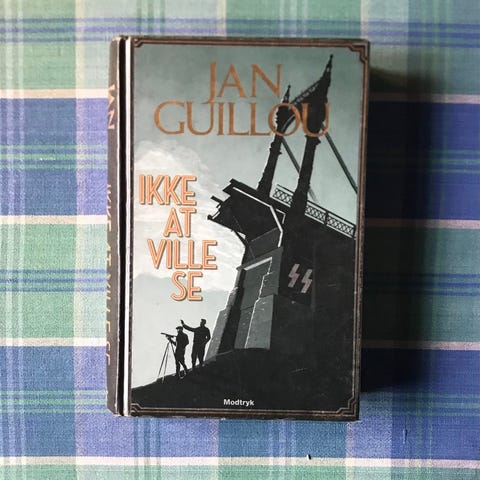 JAN
GUILLOU
IKKE
AT
VILLE
SE
Modtryk
JAN
IKKE AT VILLE SE